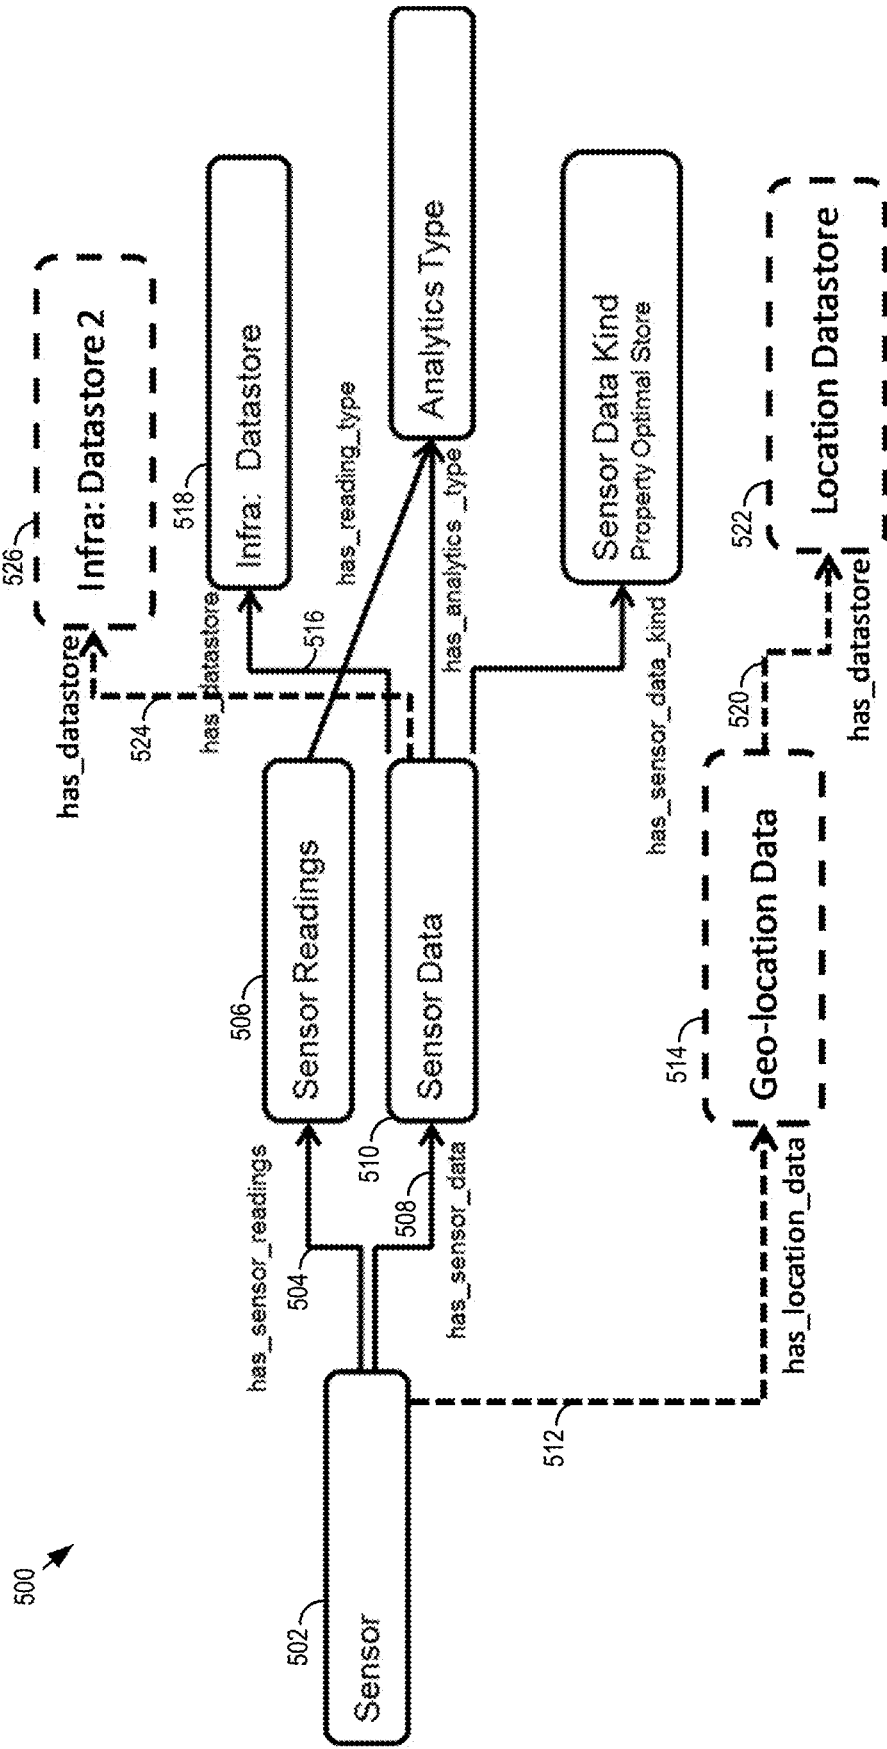 500
502
Sensor
has_sensor_readings
504
506
Sensor Readings
508
has_sensor_data
510
Sensor Data
512
has_location_data
514
Geo-location Data
has_datastore
524
526
Infra: Datastore 2
has_datastore
516
518
Infra: Datastore
has_reading_type
has_analytics _type
Analytics Type
has_sensor_data_kind
Sensor Data Kind
Property Optimal Store
520
has_datastore
522
Location Datastore